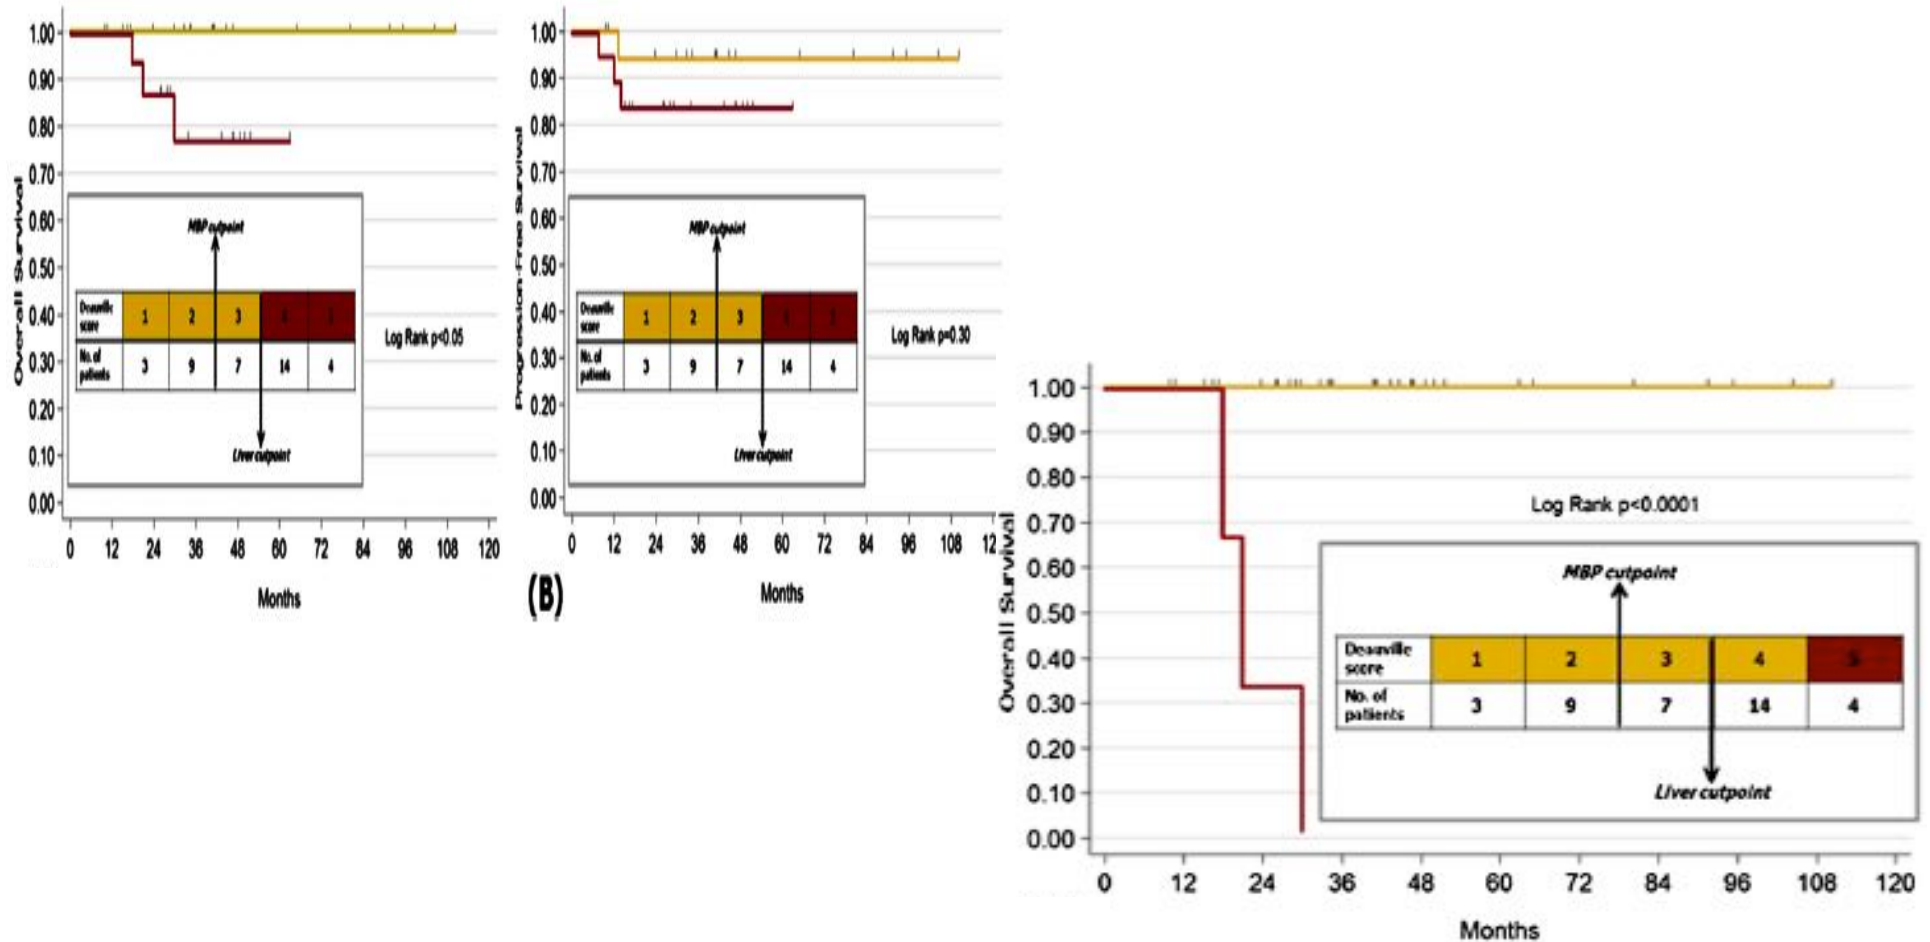 Overall Survival
1.00
0.90
0.80
0.70
0.60
0.50
0.40
0.30
0.20
0.10
0.00
MBP cutpoint
Deauville score 1 2 3
No. of patients 3 9 7 14 4
Liver cutpoint
Log Rank p<0.05
0 12 24 36 48 60 72 84 96 108 120
Months
Progression-Free Survival
1.00
0.90
0.80
0.70
0.60
0.50
0.40
0.30
0.20
0.10
0.00
MBP cutpoint
Deauville score 1 2 3
No. of patients 3 9 7 14 4
Liver cutpoint
Log Rank p=0.30
0 12 24 36 48 60 72 84 96 108 12
Months
(B)
Overall Survival
1.00
0.90
0.80
0.70
0.60
0.50
0.40
0.30
0.20
0.10
0.00
Log Rank p<0.0001
MBP cutpoint
Deauville
score 1 2 3 4 5
No. of
patients 3 9 7 14 4
Liver cutpoint
0 12 24 36 48 60 72 84 96 108 120
Months